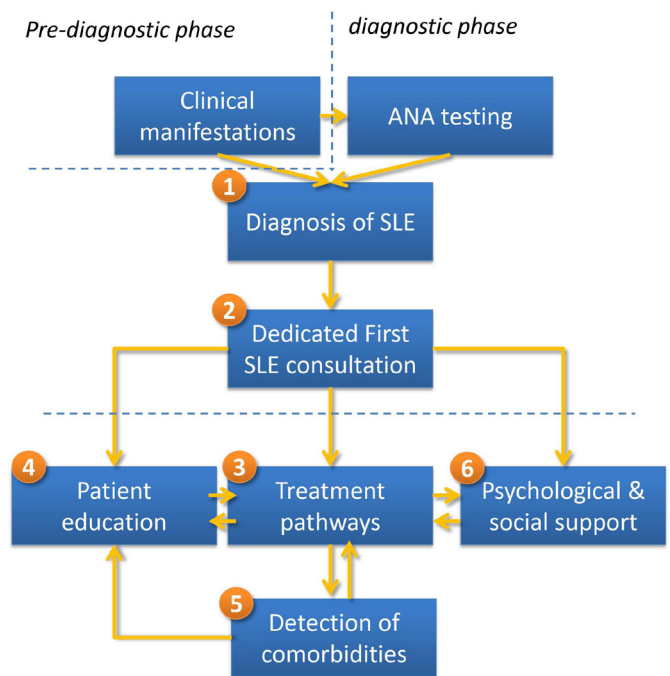 Pre-diagnostic phase
diagnostic phase
Clinical
manifestations
ANA testing
1
Diagnosis of SLE
2
Dedicated First
SLE consultation
4
Patient
education
3
Treatment
pathways
6
Psychological &
social support
5
Detection of
comorbidities